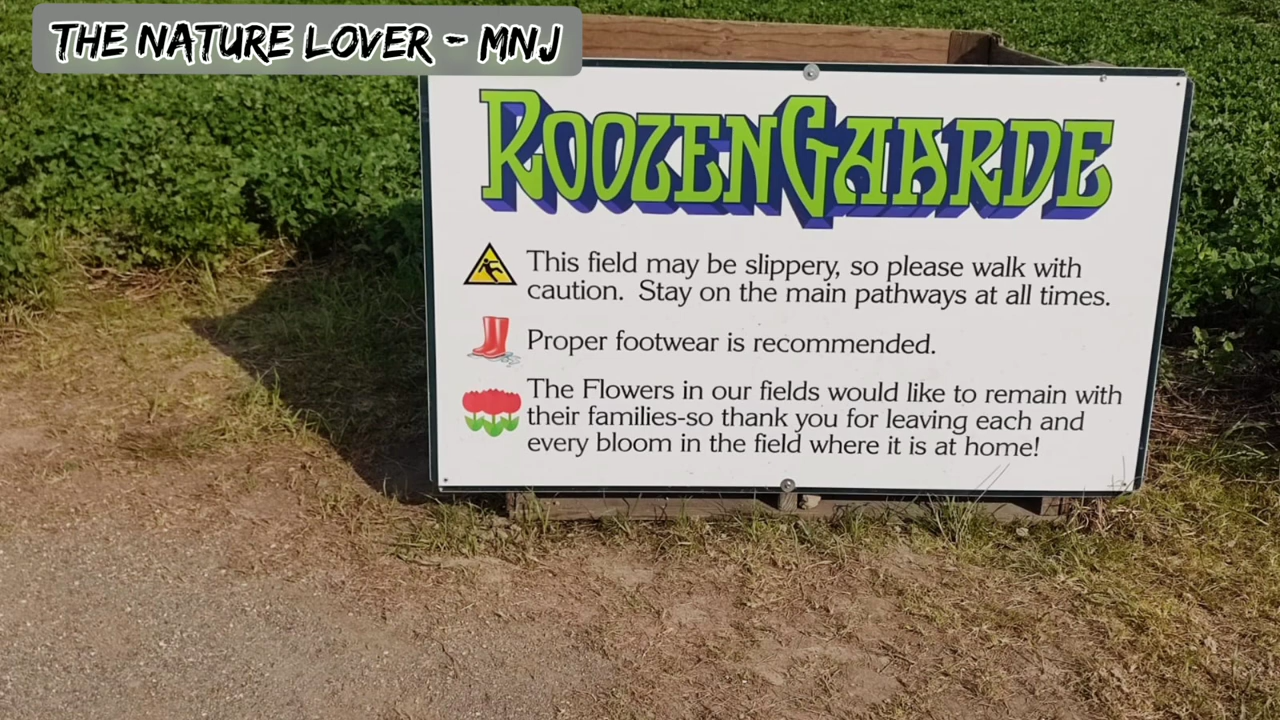 THE NATURE LOVER - MNJ
ROOZENGAARDE
This field may be slippery, so please walk with
caution. Stay on the main pathways at all times.
Proper footwear is recommended.
The Flowers in our fields would like to remain with
their families-so thank you for leaving each and
every bloom in the field where it is at home!